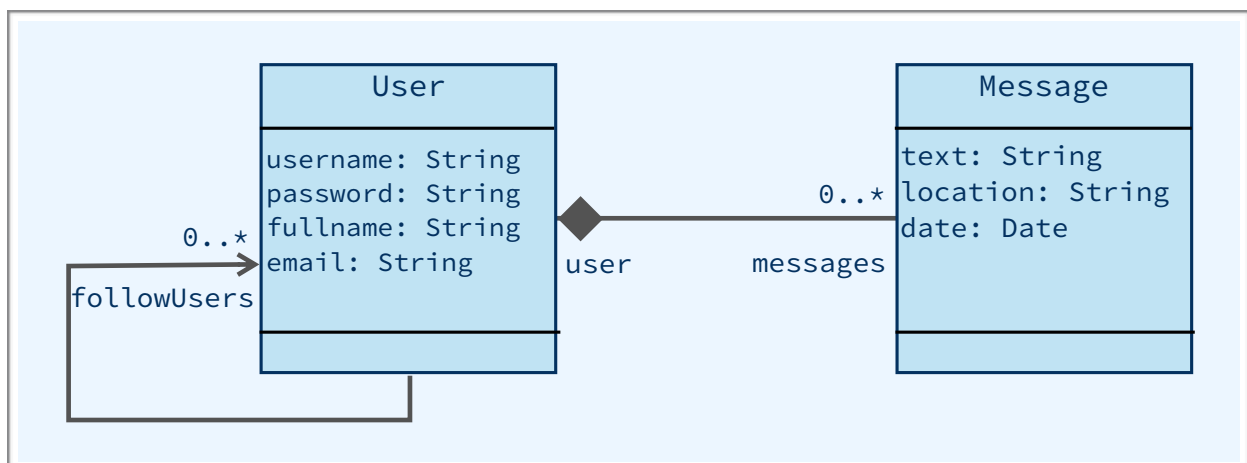 User
username: String
password: String
fullname: String
email: String
0..*
followUsers
user
0..*
messages
Message
text: String
location: String
date: Date